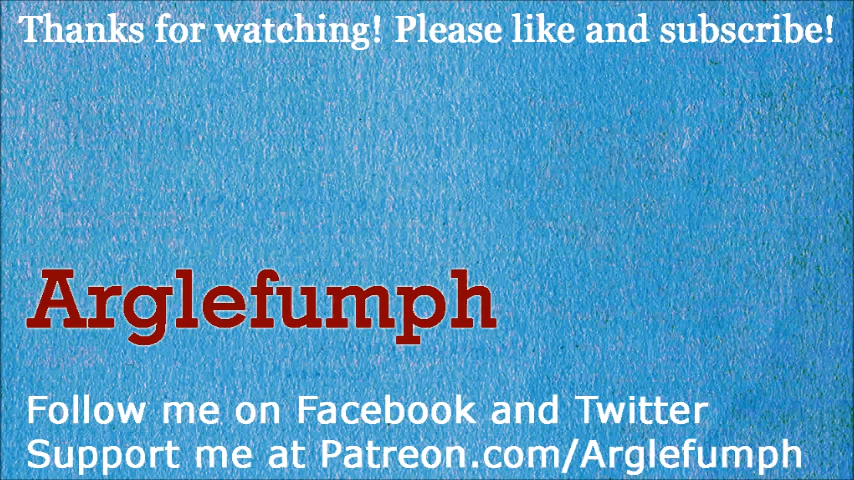 Thanks for watching! Please like and subscribe!
Arglefumph
Follow me on Facebook and Twitter
Support me at Patreon.com/Arglefumph